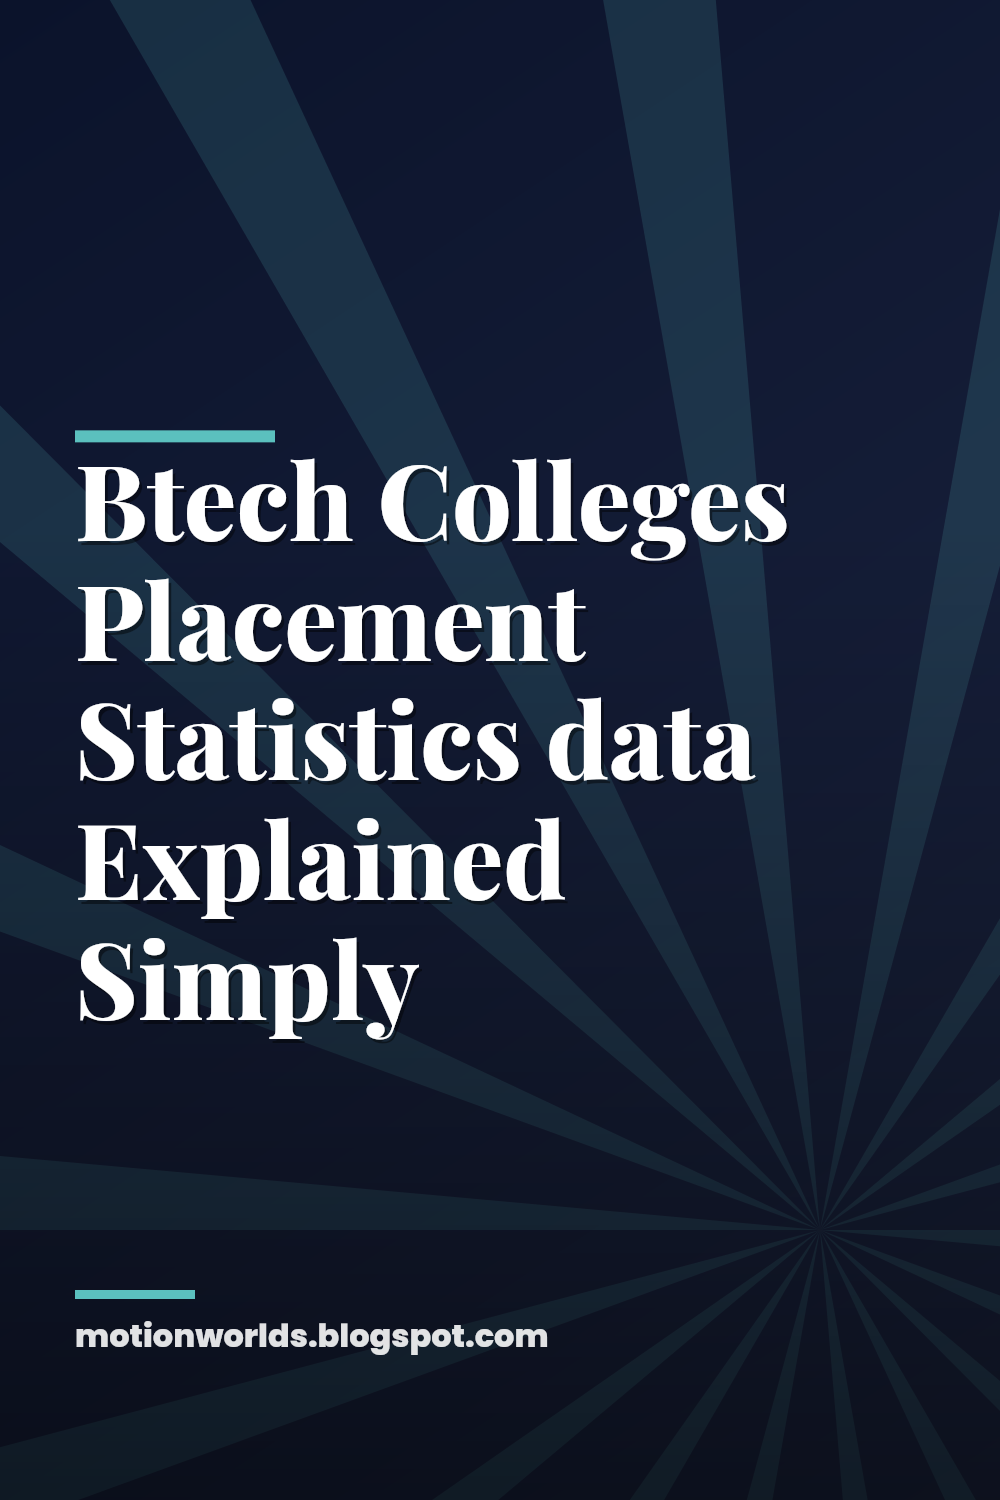 Btech Colleges
Placement
Statistics data
Explained
Simply
motionworlds.blogspot.com